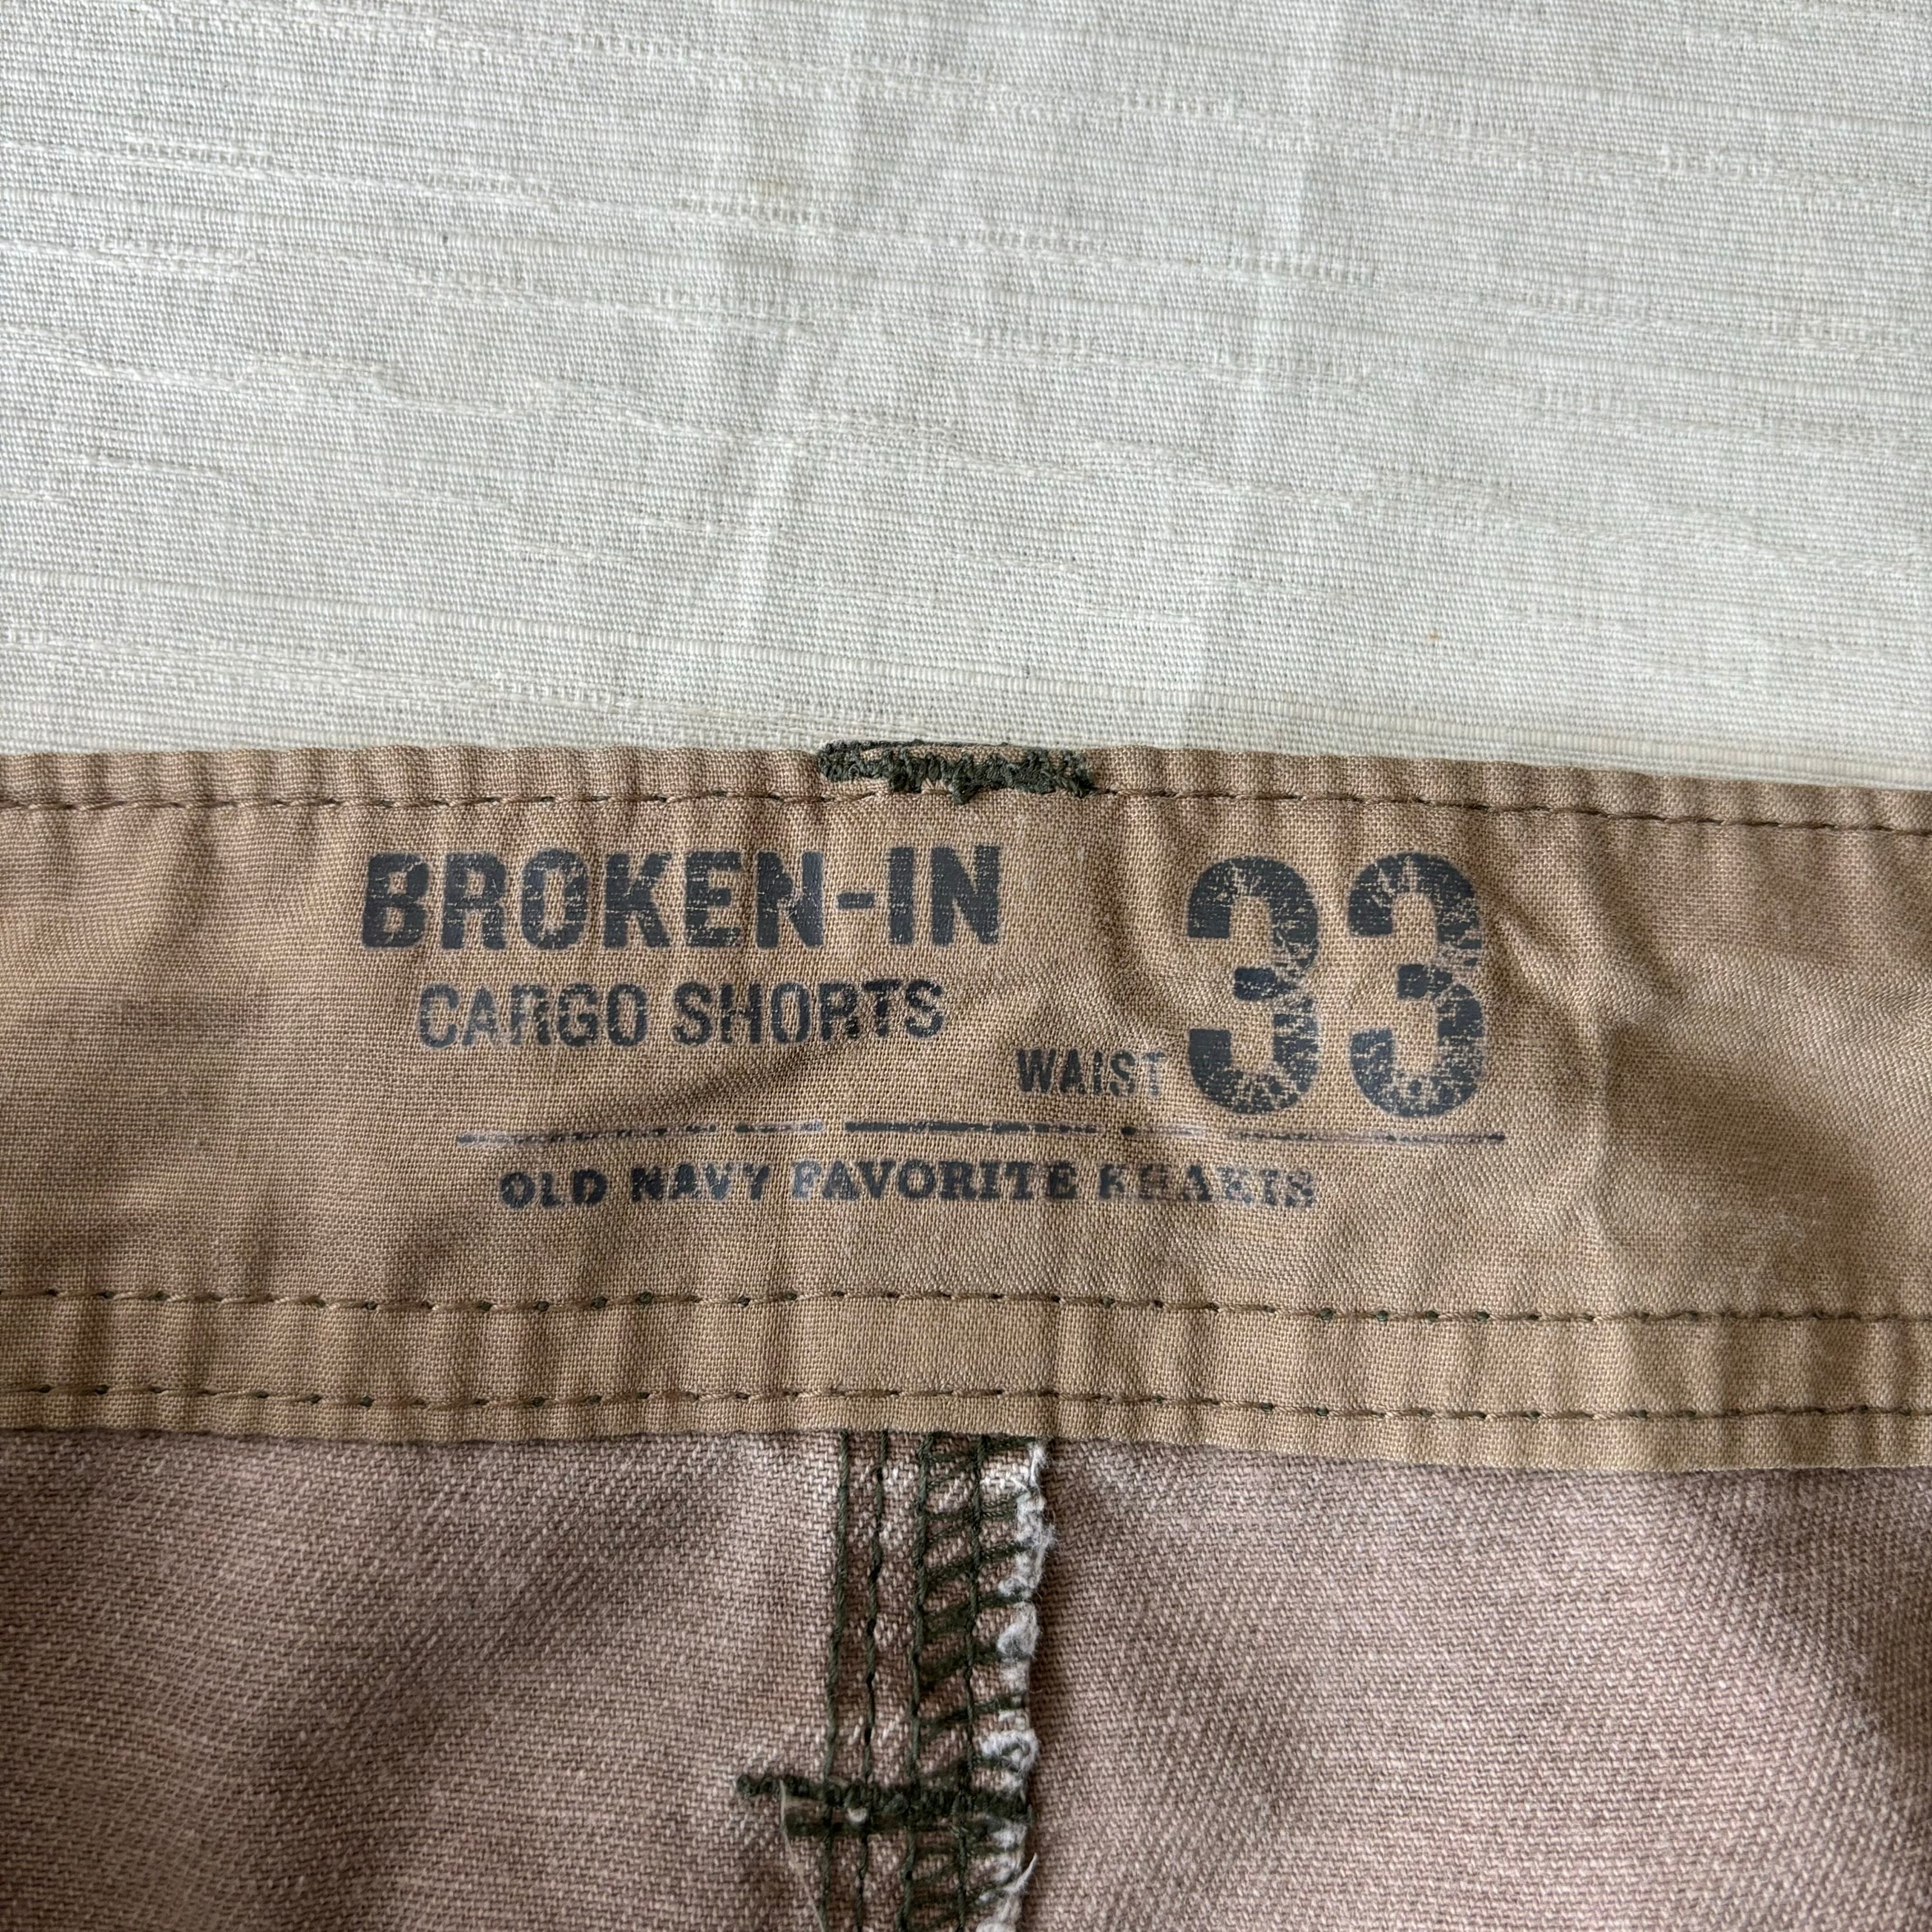 BROKEN-IN
CARGO SHORTS
WAIST 33
OLD NAVY FAVORITE KHAKIS